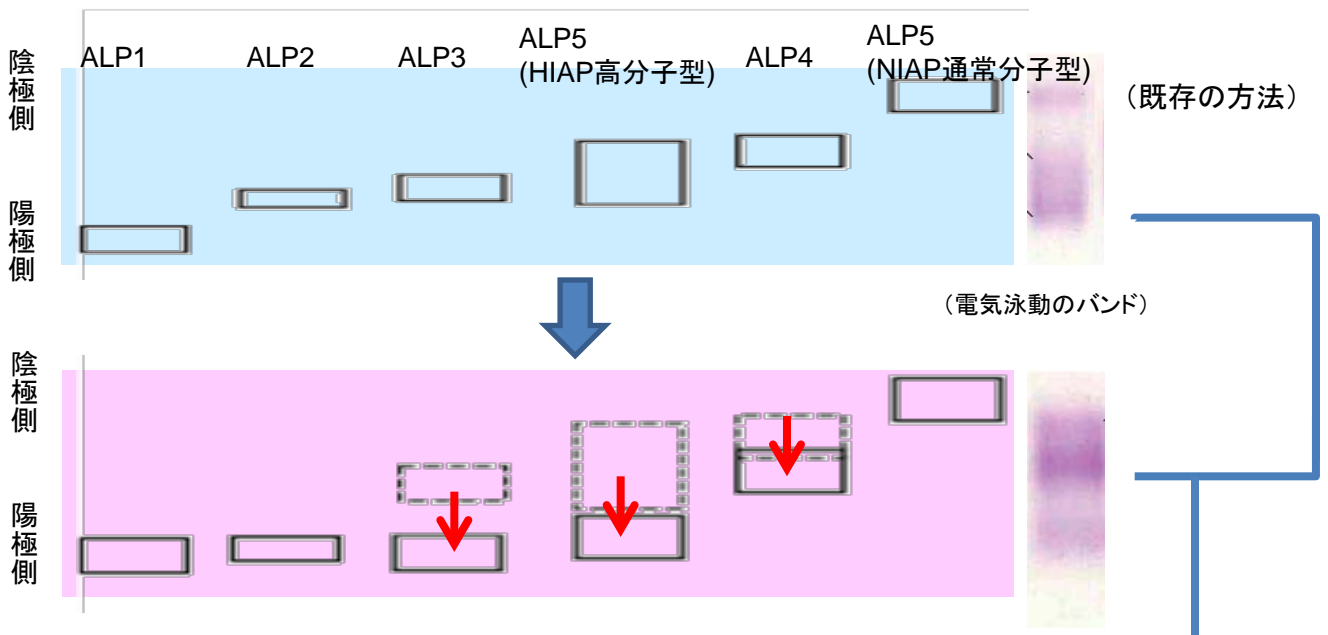 ALP1
ALP2
ALP3
ALP5
(HIAP高分子型)
ALP4
ALP5
(NIAP通常分子型)
陰極側
陽極側
(既存の方法)
(電気泳動のバンド)
陰極側
陽極側